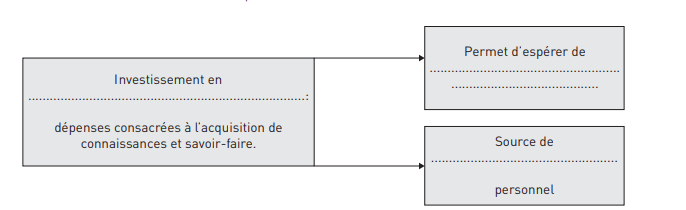 Investissement en
........................................................................:
dépenses consacrées à l'acquisition de
connaissances et savoir-faire.
Permet d'espérer de
.................................................
......................................
Source de
................................................
personnel